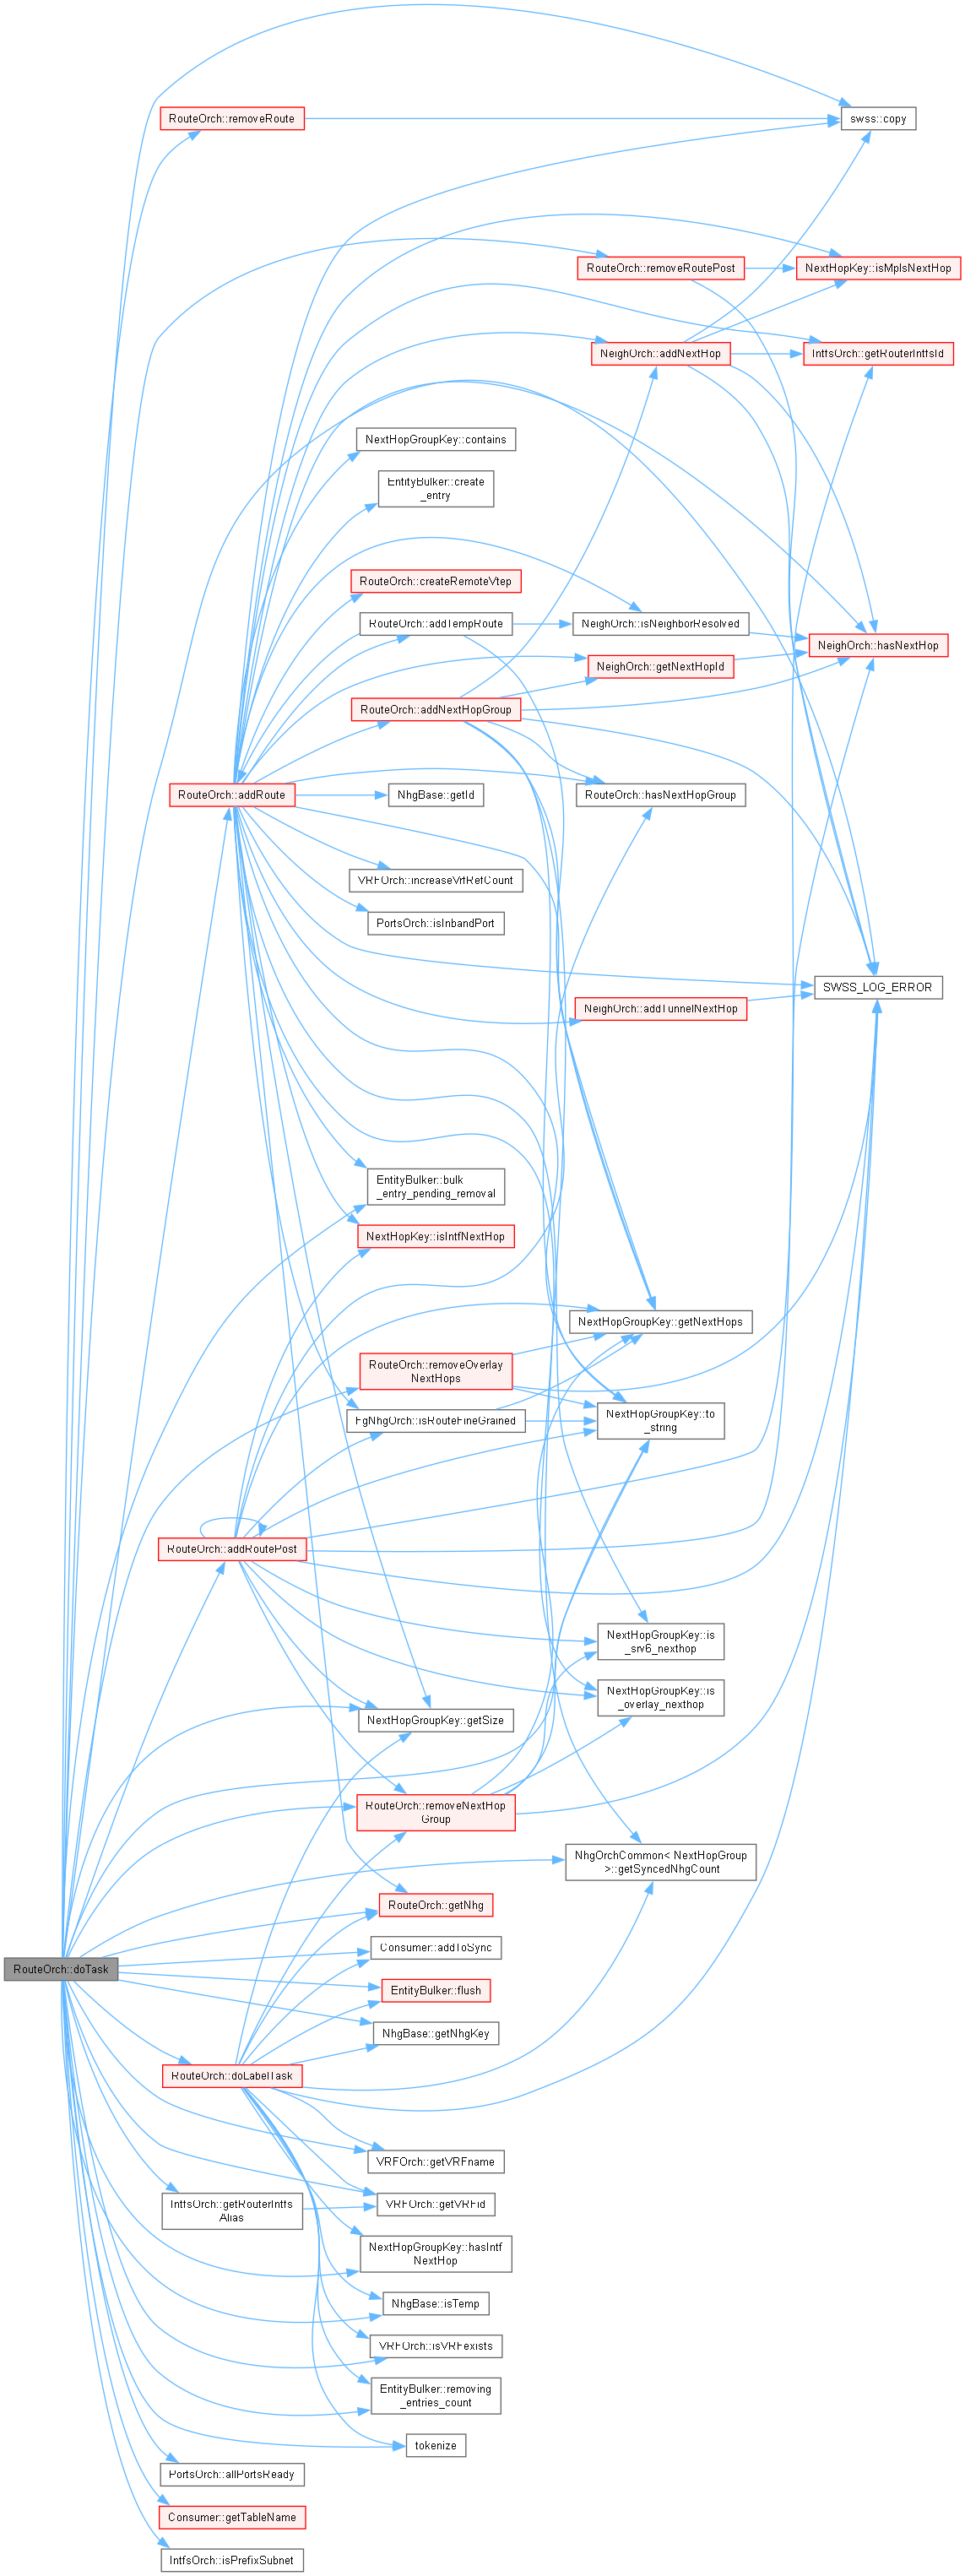 RouteOrch::removeRoute
swss::copy
RouteOrch::removeRoutePost
NextHopKey::isMplsNextHop
NeighOrch::addNextHop
IntfsOrch::getRouterIntfsId
NextHopGroupKey::contains
EntityBulker::create
_entry
RouteOrch::createRemoteVtep
RouteOrch::addTempRoute
NeighOrch::isNeighborResolved
NeighOrch::hasNextHop
NeighOrch::getNextHopId
RouteOrch::addNextHopGroup
RouteOrch::addRoute
NhgBase::getId
RouteOrch::hasNextHopGroup
VRFOrch::increaseVrfRefCount
PortsOrch::isInbandPort
SWSS_LOG_ERROR
NeighOrch::addTunnelNextHop
EntityBulker::bulk
_entry_pending_removal
NextHopKey::isIntfNextHop
NextHopGroupKey::getNextHops
RouteOrch::removeOverlay
NextHops
FgNhgOrch::isRouteFineGrained
NextHopGroupKey::to
_string
RouteOrch::addRoutePost
NextHopGroupKey::is
_srv6_nexthop
NextHopGroupKey::is
_overlay_nexthop
NextHopGroupKey::getSize
RouteOrch::removeNextHop
Group
NhgOrchCommon< NextHopGroup
>::getSyncedNhgCount
RouteOrch::getNhg
Consumer::addToSync
RouteOrch::doTask
EntityBulker::flush
NhgBase::getNhgKey
RouteOrch::doLabelTask
VRFOrch::getVRFname
IntfsOrch::getRouterIntfs
Alias
VRFOrch::getVRFid
NextHopGroupKey::hasIntf
NextHop
NhgBase::isTemp
VRFOrch::isVRFexists
EntityBulker::removing
_entries_count
tokenize
PortsOrch::allPortsReady
Consumer::getTableName
IntfsOrch::isPrefixSubnet